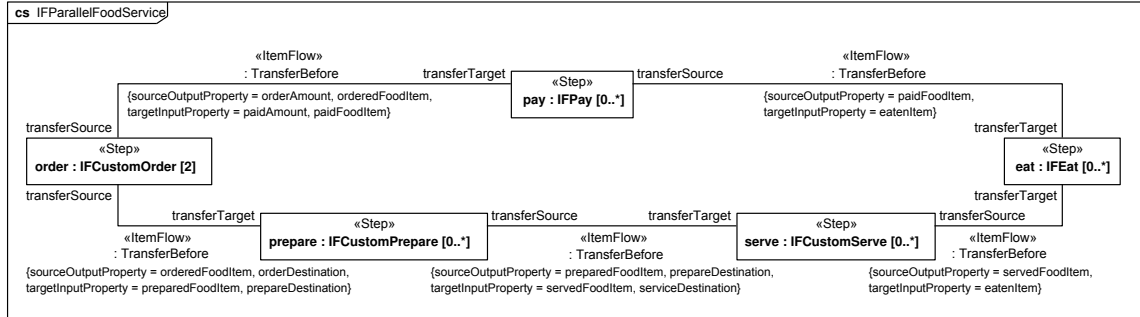 cs IFParallelFoodService
«ItemFlow»
: TransferBefore
transferTarget
«Step»
pay : IFPay [0..*]
transferSource
«ItemFlow»
: TransferBefore
{sourceOutputProperty = orderAmount, orderedFoodItem,
targetInputProperty = paidAmount, paidFoodItem}
{sourceOutputProperty = paidFoodItem,
targetInputProperty = eatenItem}
transferSource
transferTarget
«Step»
order : IFCustomOrder [2]
«Step»
eat : IFEat [0..*]
transferSource
transferTarget
transferTarget
«Step»
prepare : IFCustomPrepare [0..*]
transferSource
transferTarget
«Step»
serve : IFCustomServe [0..*]
transferSource
«ItemFlow»
: TransferBefore
{sourceOutputProperty = orderedFoodItem, orderDestination,
targetInputProperty = preparedFoodItem, prepareDestination}
«ItemFlow»
: TransferBefore
{sourceOutputProperty = preparedFoodItem, prepareDestination,
targetInputProperty = servedFoodItem, serviceDestination}
«ItemFlow»
: TransferBefore
{sourceOutputProperty = servedFoodItem,
targetInputProperty = eatenItem}